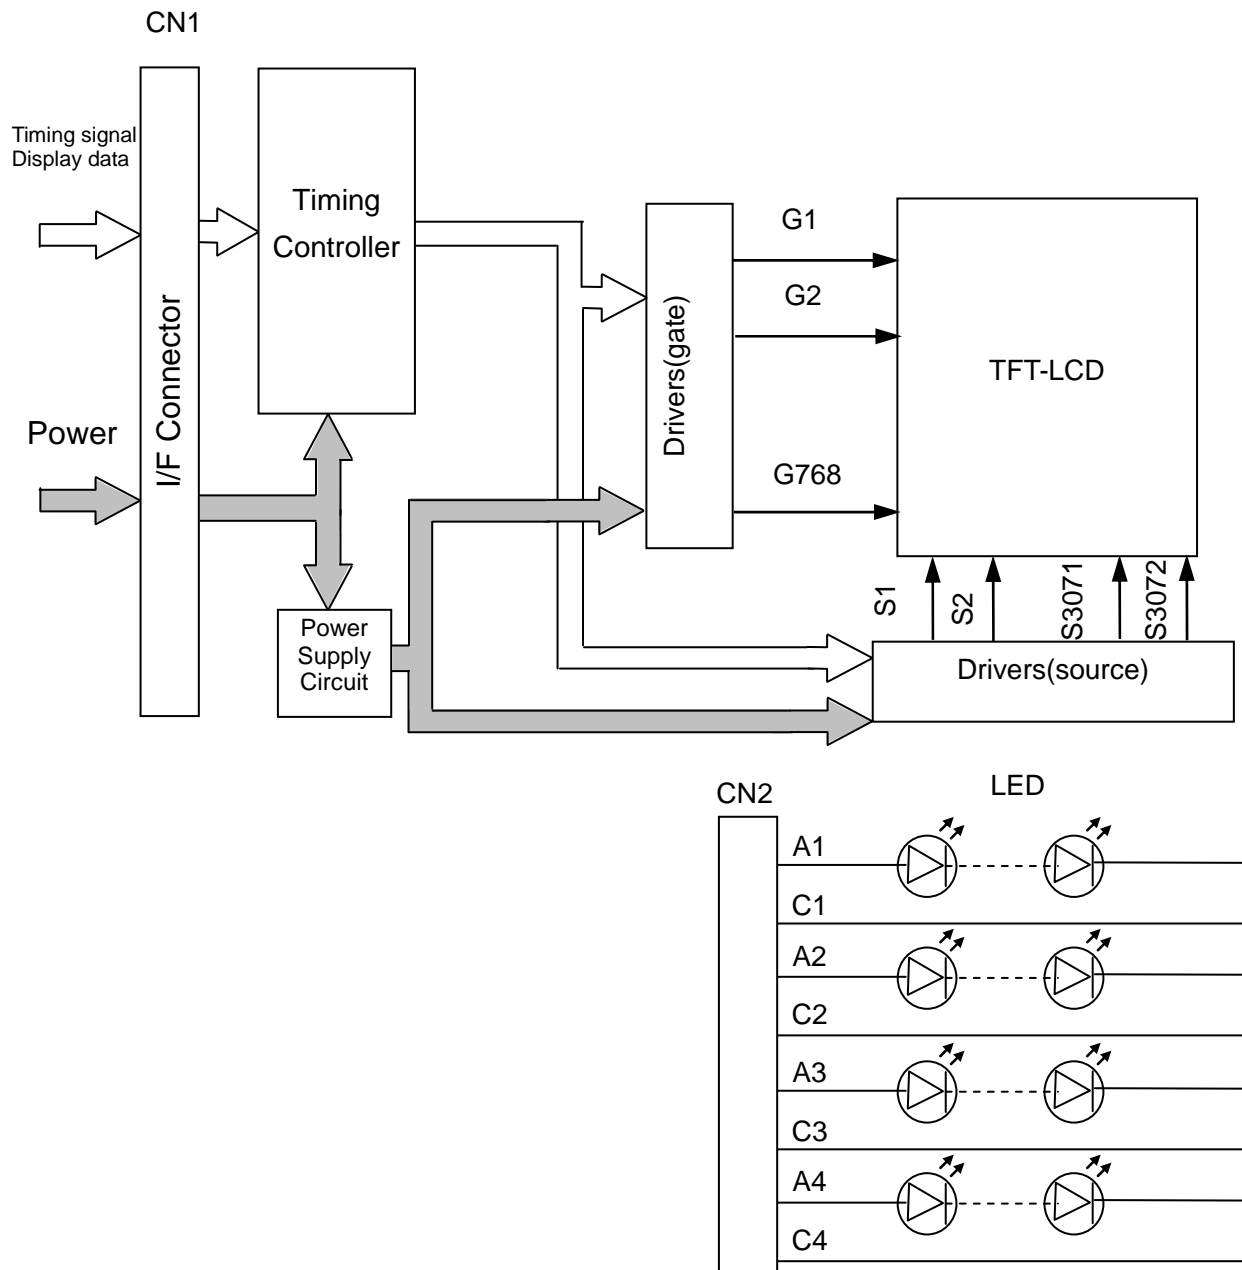 CN1
Timing signal
Display data
Timing
Controller
I/F Connector
Power
Power
Supply
Circuit
Drivers(gate)
G1
G2
G768
TFT-LCD
S1
S2
S3071
S3072
Drivers(source)
CN2
LED
A1
C1
A2
C2
A3
C3
A4
C4